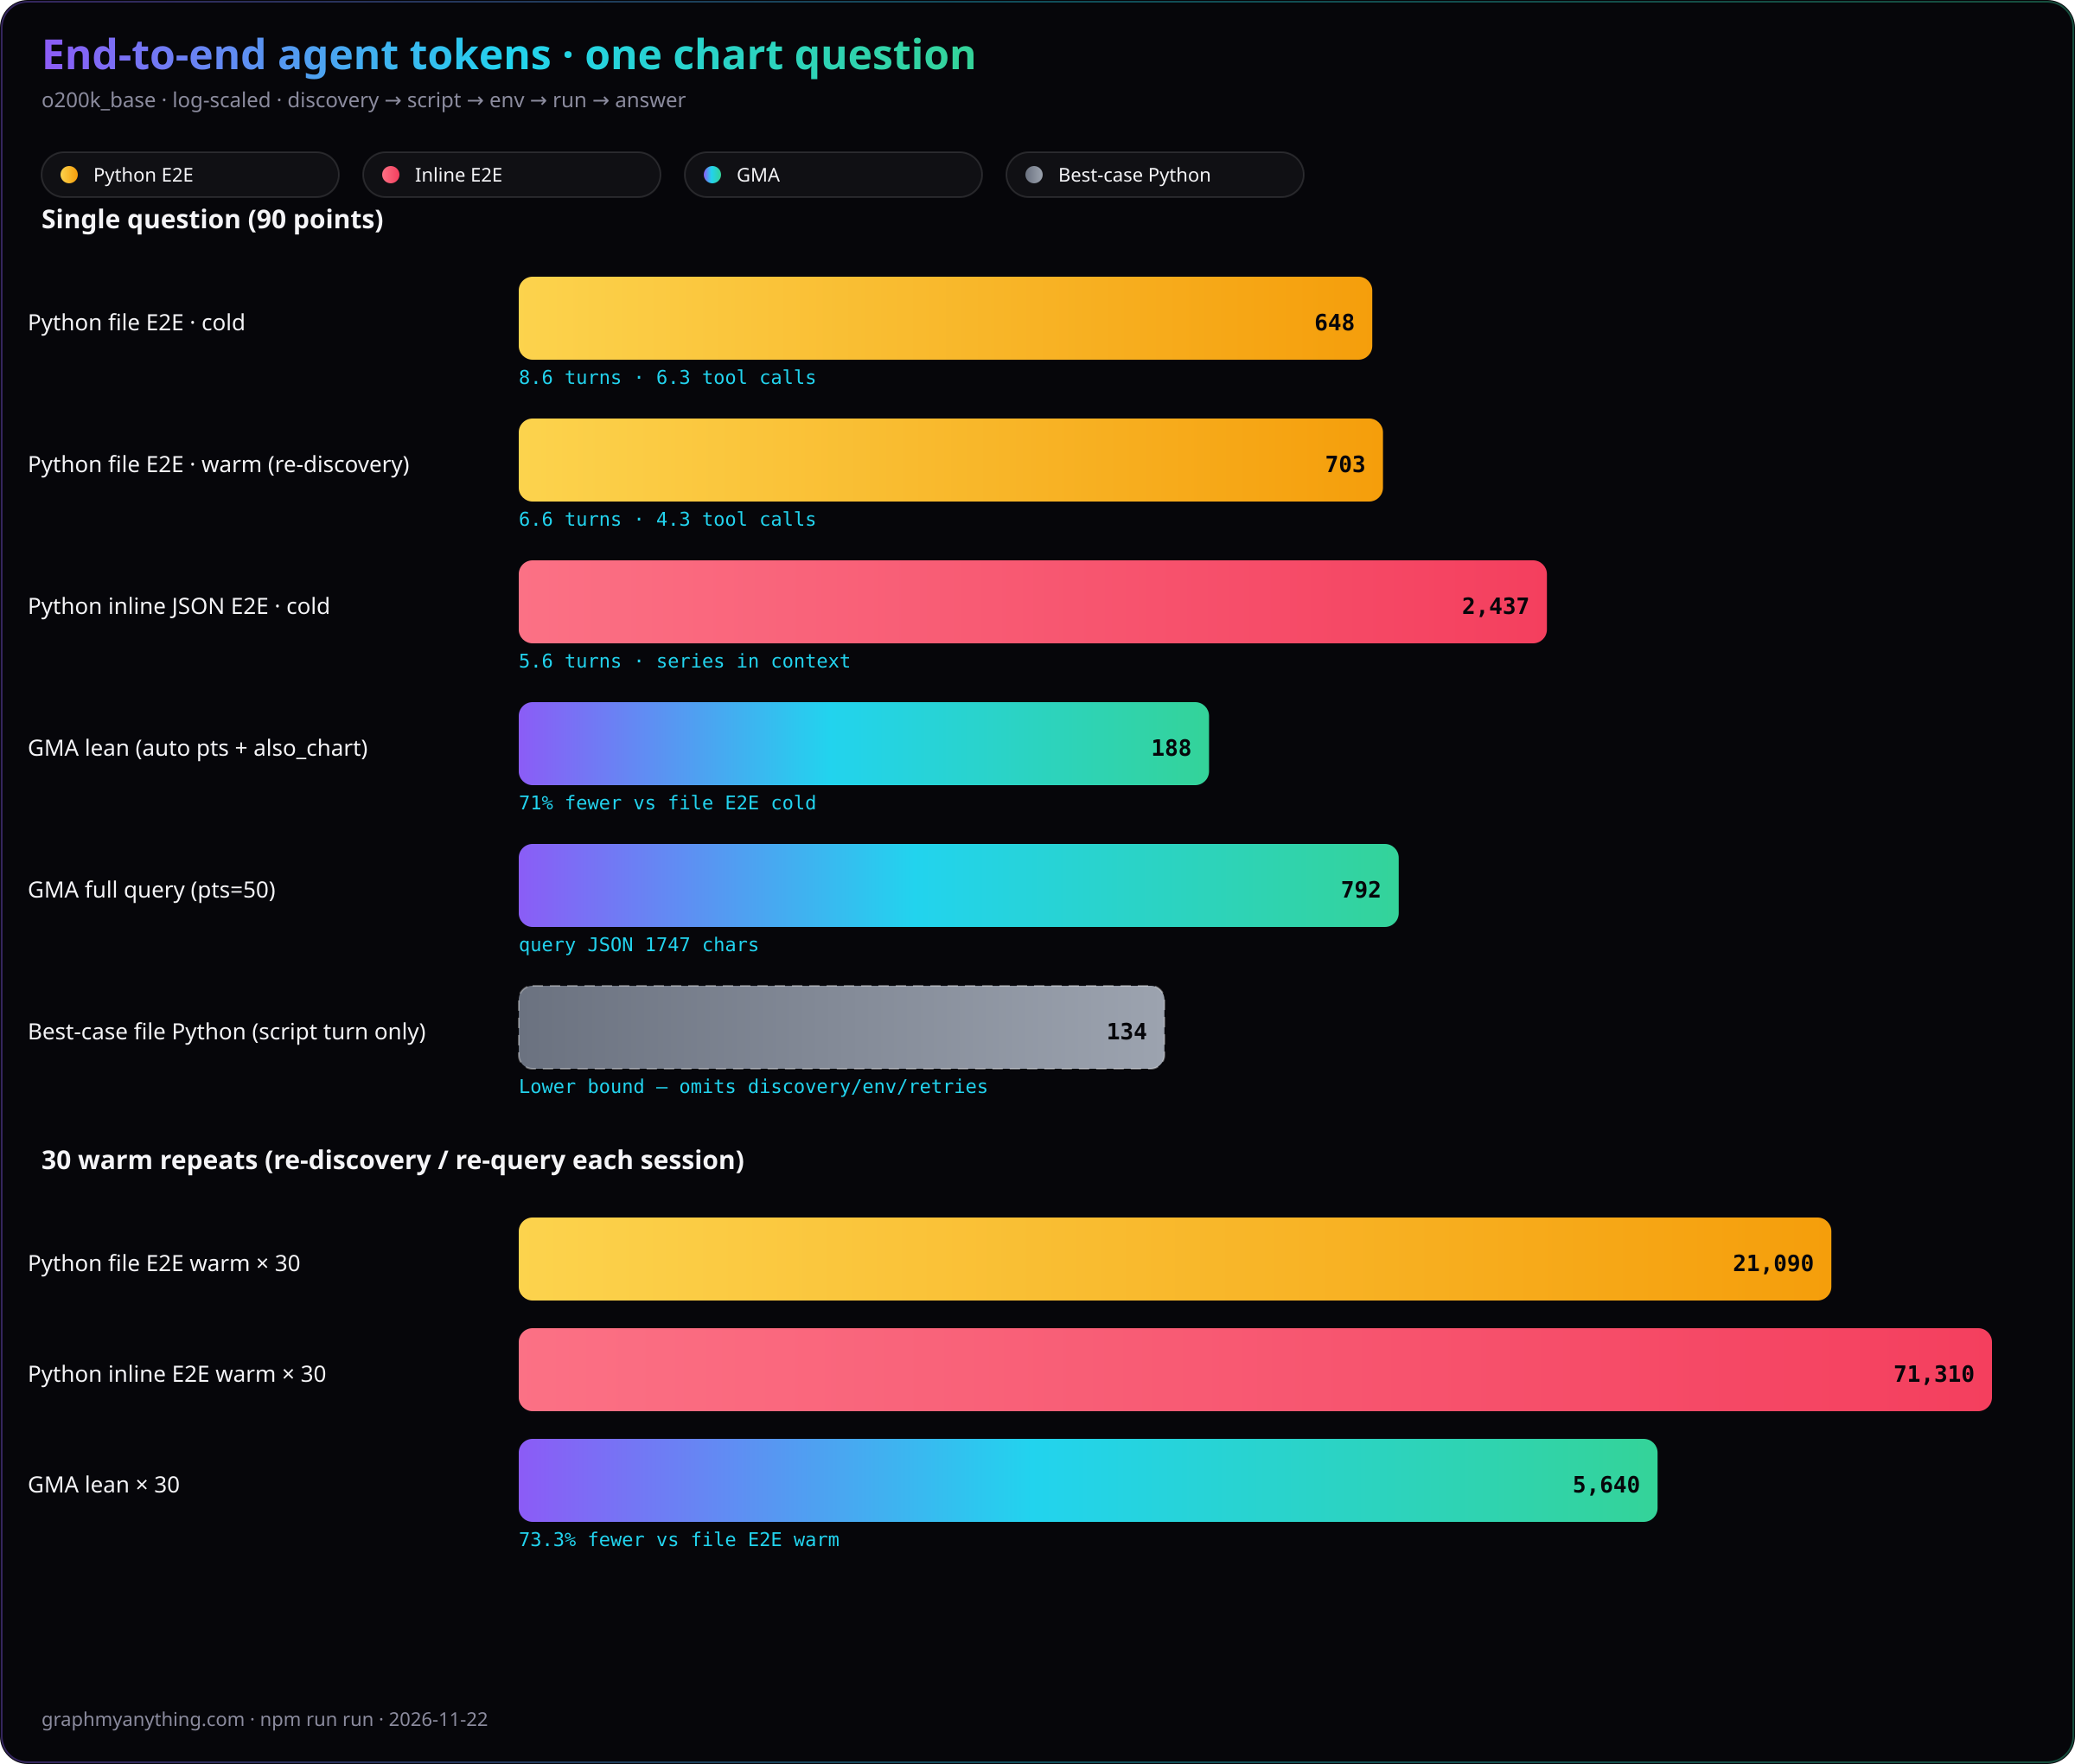 End-to-end agent tokens · one chart question
o200k_base · log-scaled · discovery → script → env → run → answer
Python E2E
Inline E2E
GMA
Best-case Python
Single question (90 points)
Python file E2E · cold
648
8.6 turns · 6.3 tool calls
Python file E2E · warm (re-discovery)
703
6.6 turns · 4.3 tool calls
Python inline JSON E2E · cold
2,437
5.6 turns · series in context
GMA lean (auto pts + also_chart)
188
71% fewer vs file E2E cold
GMA full query (pts=50)
792
query JSON 1747 chars
Best-case file Python (script turn only)
134
Lower bound — omits discovery/env/retries
30 warm repeats (re-discovery / re-query each session)
Python file E2E warm × 30
21,090
Python inline E2E warm × 30
71,310
GMA lean × 30
5,640
73.3% fewer vs file E2E warm
graphmyanything.com · npm run run · 2026-11-22